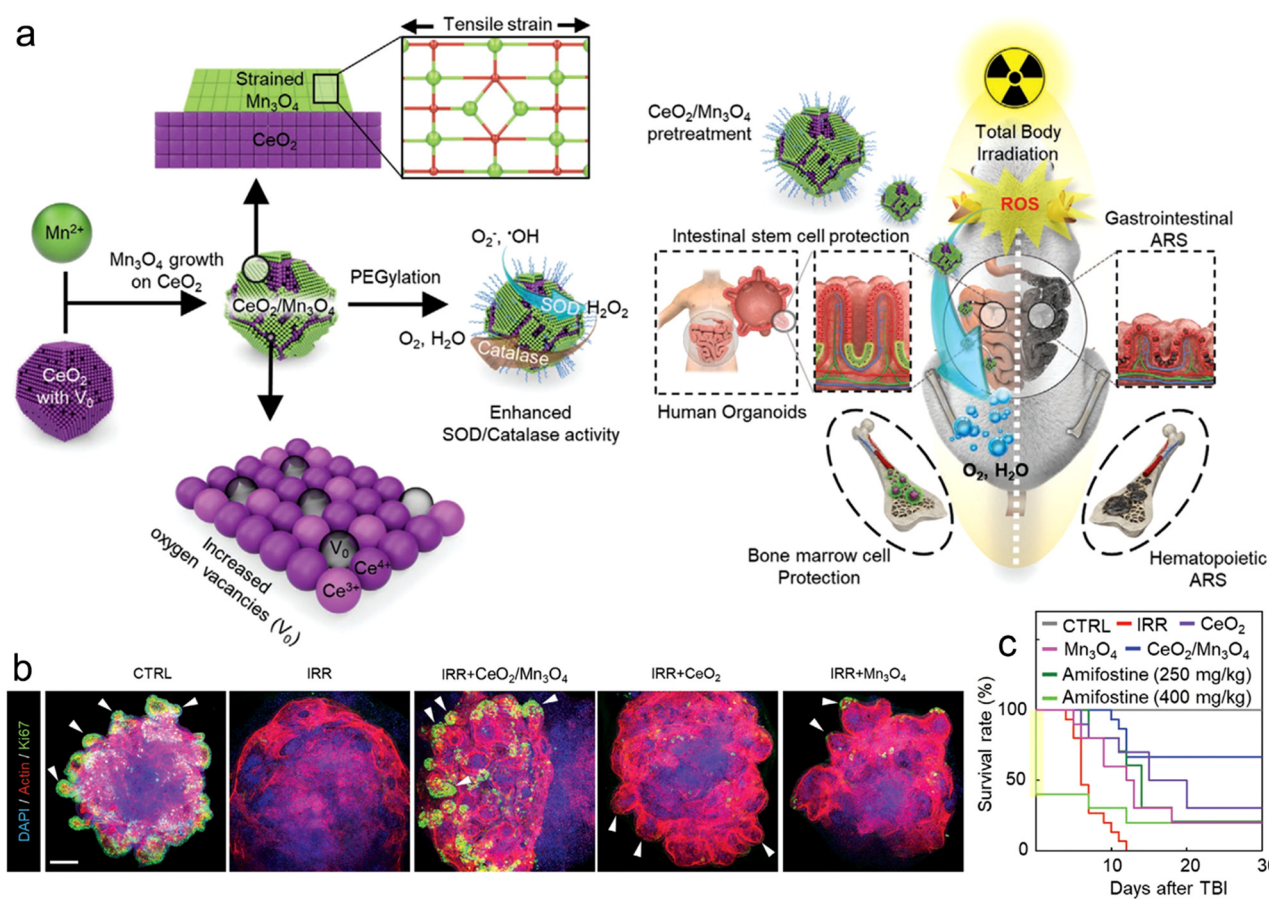 a
Tensile strain
Strained
Mn₃O₄
CeO₂
Mn²⁺
Mn₃O₄ growth
on CeO₂
CeO₂
with V₀
CeO₂/Mn₃O₄
PEGylation
O₂⁻, •OH
SOD
H₂O₂
O₂, H₂O
Catalase
Enhanced
SOD/Catalase activity
V₀
Ce⁴⁺
Ce³⁺
Increased
oxygen vacancies (V₀)
CeO₂/Mn₃O₄
pretreatment
Total Body
Irradiation
ROS
Intestinal stem cell protection
Gastrointestinal
ARS
Human Organoids
O₂, H₂O
Bone marrow cell
Protection
Hematopoietic
ARS
b
CTRL
IRR
IRR+CeO₂/Mn₃O₄
IRR+CeO₂
IRR+Mn₃O₄
DAPI / Actin / Ki67
c
CTRL IRR CeO₂
Mn₃O₄ CeO₂/Mn₃O₄
Amifostine (250 mg/kg)
Amifostine (400 mg/kg)
Survival rate (%)
100
50
0
10 20 30
Days after TBI